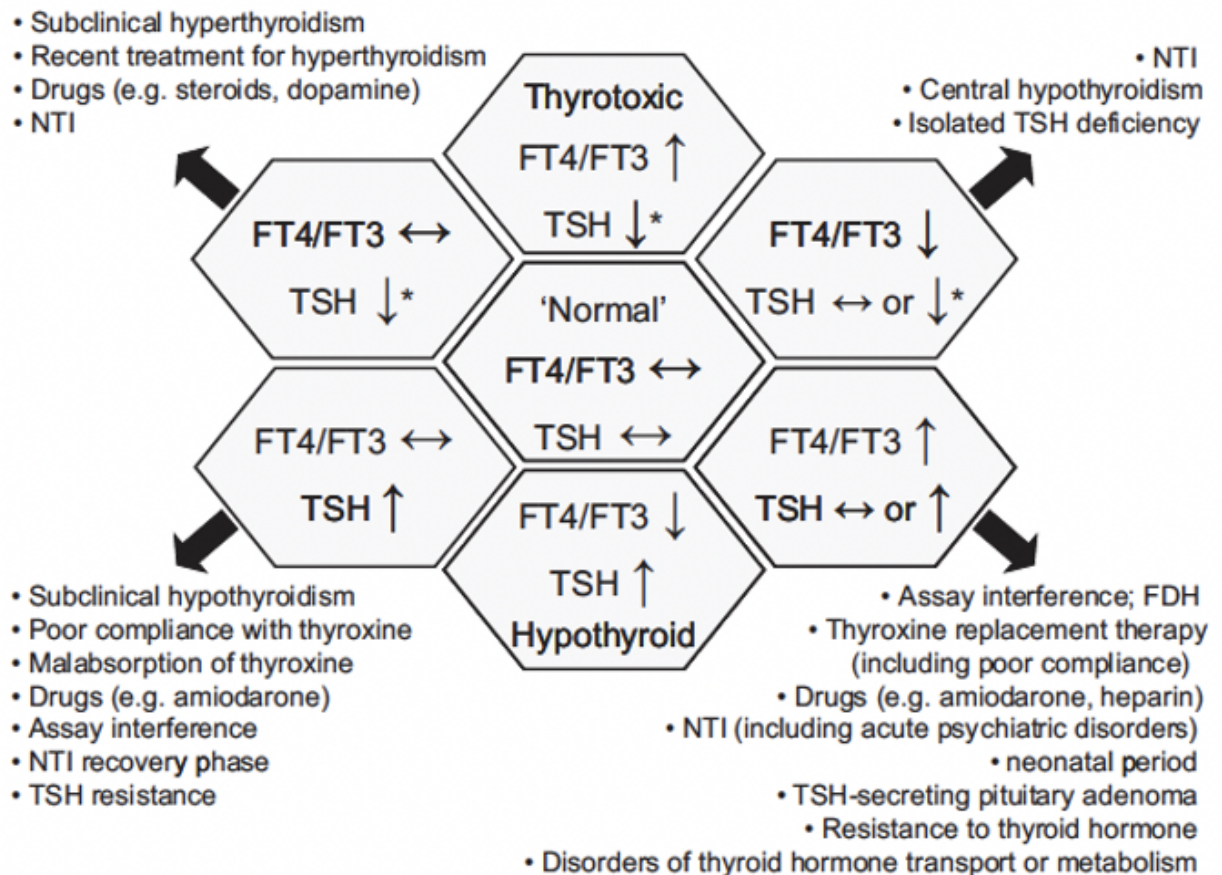 • Subclinical hyperthyroidism
• Recent treatment for hyperthyroidism
• Drugs (e.g. steroids, dopamine)
• NTI
• NTI
• Central hypothyroidism
• Isolated TSH deficiency
Thyrotoxic
FT4/FT3 ↑
TSH ↓*
FT4/FT3 ↔
TSH ↓*
FT4/FT3 ↓
TSH ↔ or ↓*
'Normal'
FT4/FT3 ↔
TSH ↔
FT4/FT3 ↔
TSH ↑
FT4/FT3 ↑
TSH ↔ or ↑
FT4/FT3 ↓
TSH ↑
Hypothyroid
• Subclinical hypothyroidism
• Poor compliance with thyroxine
• Malabsorption of thyroxine
• Drugs (e.g. amiodarone)
• Assay interference
• NTI recovery phase
• TSH resistance
• Assay interference; FDH
• Thyroxine replacement therapy
(including poor compliance)
• Drugs (e.g. amiodarone, heparin)
• NTI (including acute psychiatric disorders)
• neonatal period
• TSH-secreting pituitary adenoma
• Resistance to thyroid hormone
• Disorders of thyroid hormone transport or metabolism